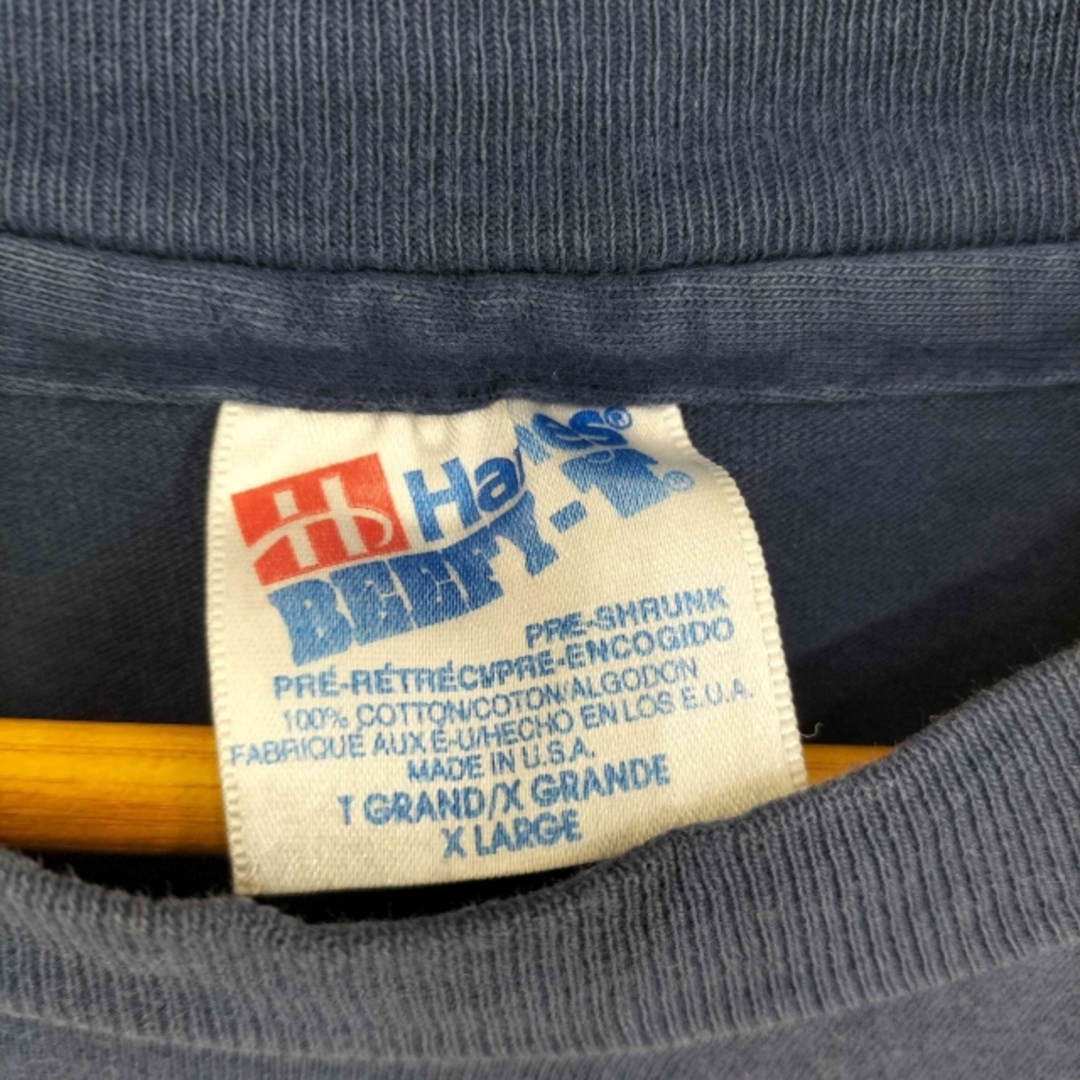 Hanes®
BEEFY-T®
PRE-SHRUNK
PRÉ-RÉTRÉCI/PRE-ENCOGIDO
100% COTTON/COTON/ALGODON
FABRIQUÉ AUX É-U/HECHO EN LOS E.U.A.
MADE IN U.S.A.
T GRAND/X GRANDE
X LARGE